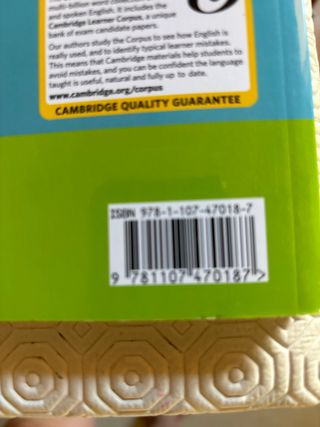 multi-billion word collection
and spoken English. It includes the
Cambridge Learner Corpus, a unique
bank of exam candidate papers.
Our authors study the Corpus to see how English is
really used, and to identify typical learner mistakes.
This means that Cambridge materials help students to
avoid mistakes, and you can be confident the language
taught is useful, natural and fully up to date.
www.cambridge.org/corpus
CAMBRIDGE QUALITY GUARANTEE
ISBN 978-1-107-47018-7
9 781107 470187 >